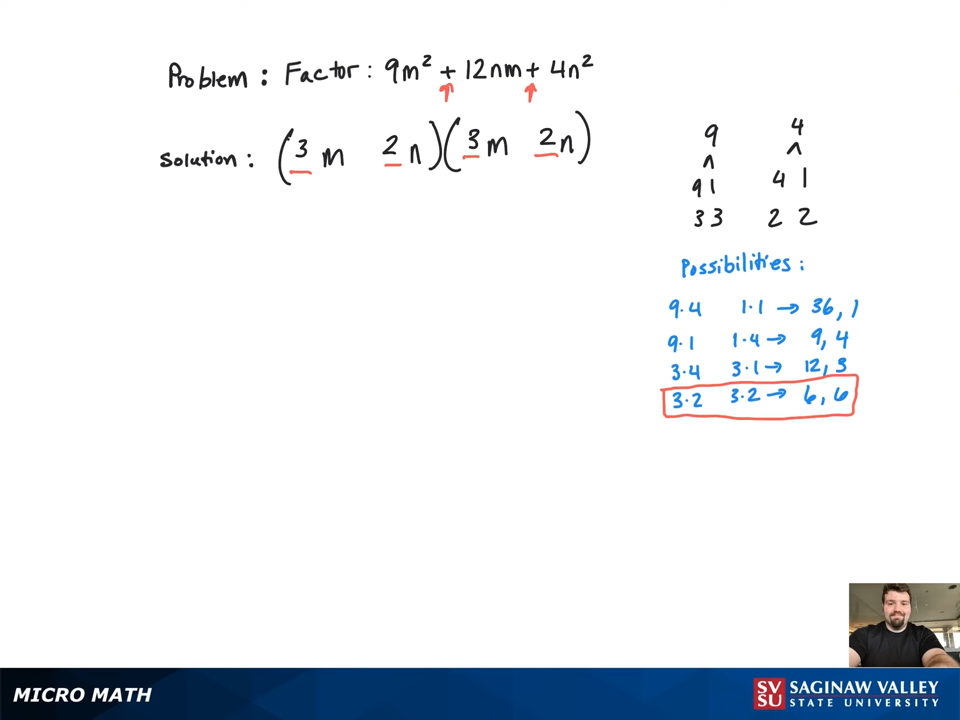 Problem : Factor : 9m² + 12nm + 4n²
Solution : (3m 2n)(3m 2n)
9 4
9 1 4 1
3 3 2 2
Possibilities :
9·4 1·1 → 36, 1
9·1 1·4 → 9, 4
3·4 3·1 → 12, 3
3·2 3·2 → 6, 6
MICRO MATH
SV SU SAGINAW VALLEY
STATE UNIVERSITY